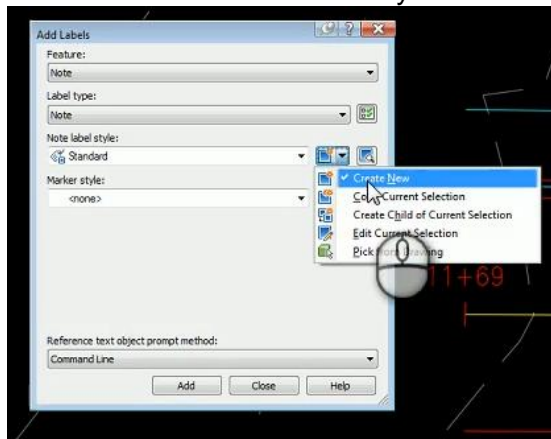 Add Labels
Feature:
Note
Label type:
Note
Note label style:
Standard
Create New
Current Selection
Marker style:
<none>
Create Child of Current Selection
Edit Current Selection
Pick Drawing
11+69
Reference text object prompt method:
Command Line
Add Close Help